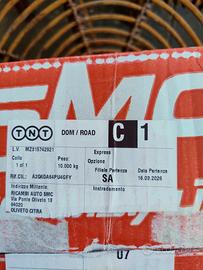 TNT
DOM / ROAD
C 1
L.V. MZ319742921
Collo
1 of 1
Peso:
10.000 kg
Express
Opzione
Filiale Partenza
SA
Data Partenza
16.03.2026
Rif.Cli.:
Indirizzo Mittente:
RICAMBI AUTO SMC
Via Ponte Oliveto 18
84020
OLIVETO CITRA
Instradamento
07